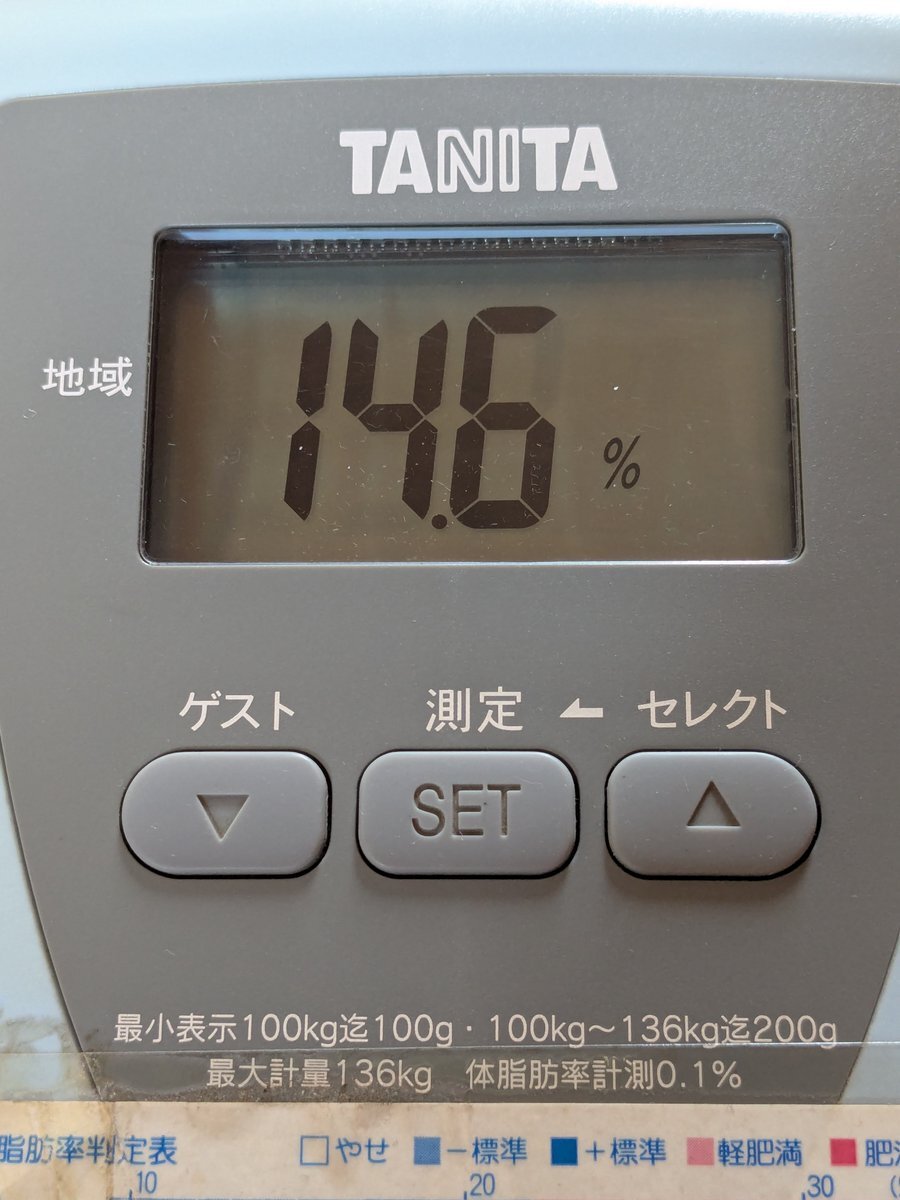 TANITA
地域
14.6 %
ゲスト 測定 セレクト
▽ SET △
最小表示100kg迄100g・100kg～136kg迄200g
最大計量136kg 体脂肪率計測0.1%
脂肪率判定表 □やせ ■－標準 ■＋標準 ■軽肥満 ■肥
10 20 30